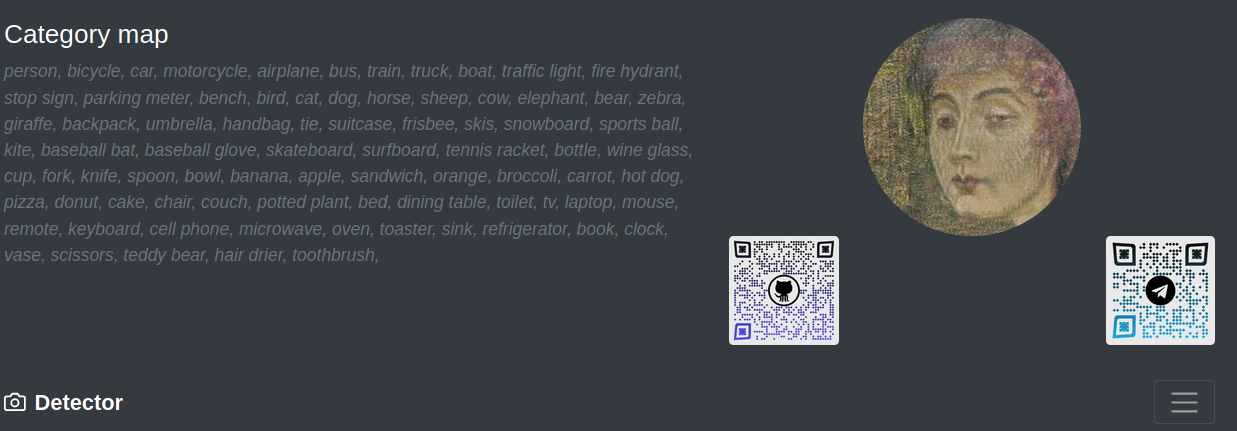 Category map
person, bicycle, car, motorcycle, airplane, bus, train, truck, boat, traffic light, fire hydrant,
stop sign, parking meter, bench, bird, cat, dog, horse, sheep, cow, elephant, bear, zebra,
giraffe, backpack, umbrella, handbag, tie, suitcase, frisbee, skis, snowboard, sports ball,
kite, baseball bat, baseball glove, skateboard, surfboard, tennis racket, bottle, wine glass,
cup, fork, knife, spoon, bowl, banana, apple, sandwich, orange, broccoli, carrot, hot dog,
pizza, donut, cake, chair, couch, potted plant, bed, dining table, toilet, tv, laptop, mouse,
remote, keyboard, cell phone, microwave, oven, toaster, sink, refrigerator, book, clock,
vase, scissors, teddy bear, hair drier, toothbrush,
Detector